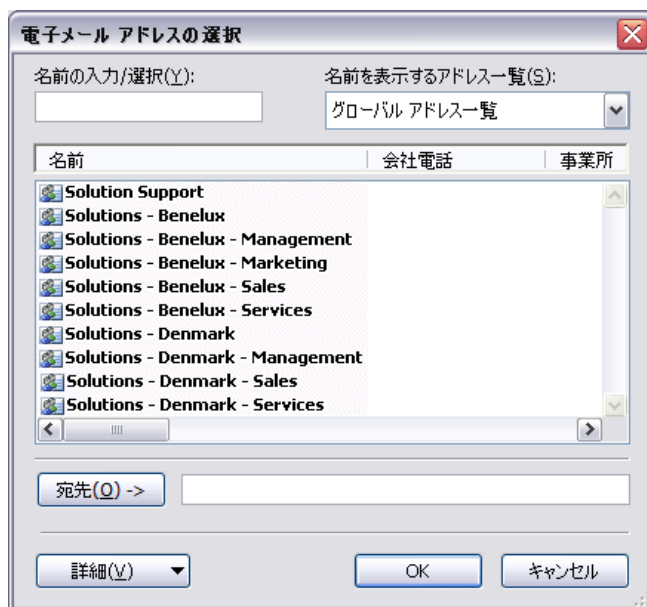 電子メール アドレスの選択
名前の入力/選択(Y):
名前を表示するアドレス一覧(S):
グローバル アドレス一覧
名前 会社電話 事業所
Solution Support
Solutions - Benelux
Solutions - Benelux - Management
Solutions - Benelux - Marketing
Solutions - Benelux - Sales
Solutions - Benelux - Services
Solutions - Denmark
Solutions - Denmark - Management
Solutions - Denmark - Sales
Solutions - Denmark - Services
宛先(O) ->
詳細(V) OK キャンセル